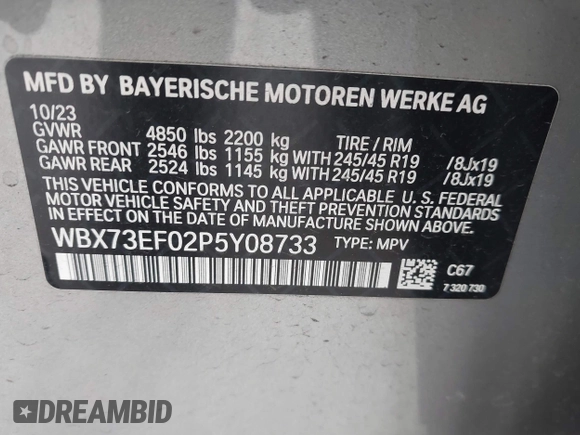 MFD BY BAYERISCHE MOTOREN WERKE AG
10/23
GVWR 4850 lbs 2200 kg TIRE / RIM
GAWR FRONT 2546 lbs 1155 kg WITH 245/45 R19 /8Jx19
GAWR REAR 2524 lbs 1145 kg WITH 245/45 R19 /8Jx19
THIS VEHICLE CONFORMS TO ALL APPLICABLE U. S. FEDERAL
MOTOR VEHICLE SAFETY AND THEFT PREVENTION STANDARDS
IN EFFECT ON THE DATE OF MANUFACTURE SHOWN ABOVE.
WBX73EF02P5Y08733 TYPE: MPV
C67
7 320 730
DREAMBID